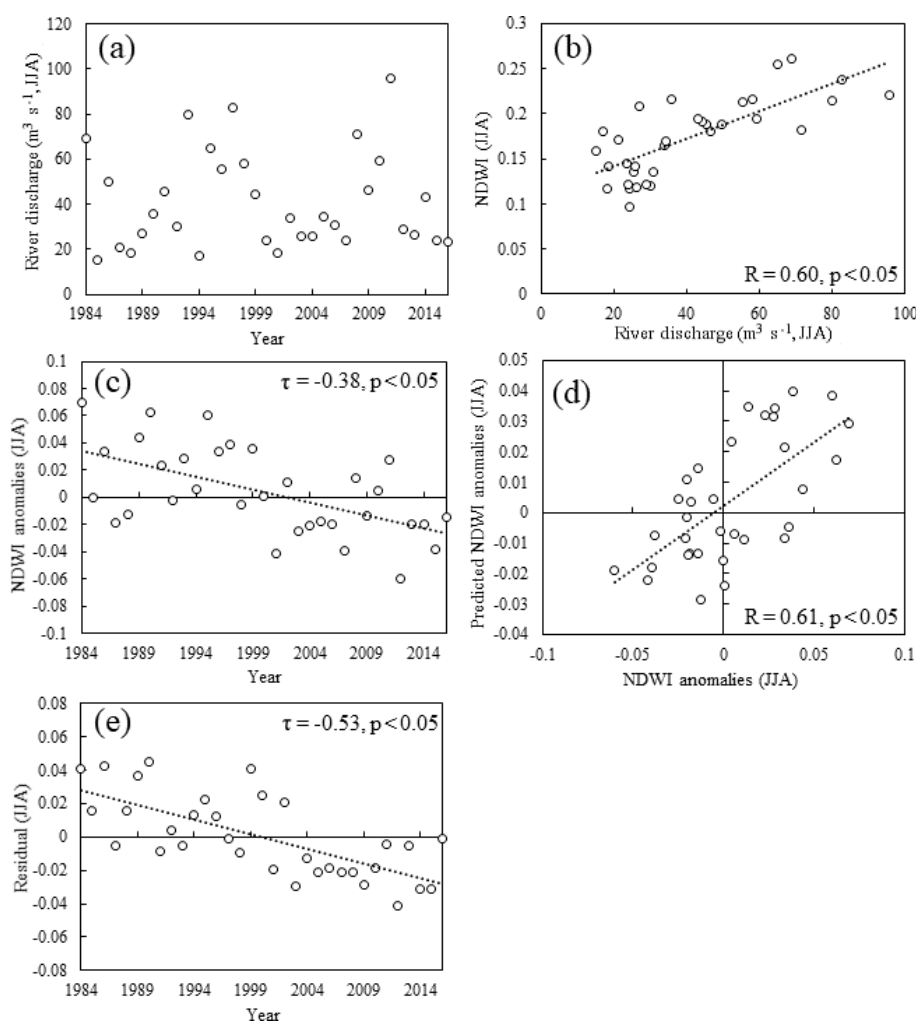 (a)
River discharge (m³ s⁻¹, JJA)
120
100
80
60
40
20
0
1984 1989 1994 1999 2004 2009 2014
Year
(b)
NDWI (JJA)
0.3
0.25
0.2
0.15
0.1
0.05
0
R = 0.60, p<0.05
0 20 40 60 80 100
River discharge (m³ s⁻¹, JJA)
(c)
τ = -0.38, p<0.05
NDWI anomalies (JJA)
0.1
0.08
0.06
0.04
0.02
0
-0.02
-0.04
-0.06
-0.08
-0.1
1984 1989 1994 1999 2004 2009 2014
Year
(d)
Predicted NDWI anomalies (JJA)
0.05
0.04
0.03
0.02
0.01
0
-0.01
-0.02
-0.03
-0.04
R = 0.61, p<0.05
-0.1 -0.05 0 0.05 0.1
NDWI anomalies (JJA)
(e)
τ = -0.53, p<0.05
Residual (JJA)
0.08
0.06
0.04
0.02
0
-0.02
-0.04
-0.06
-0.08
1984 1989 1994 1999 2004 2009 2014
Year